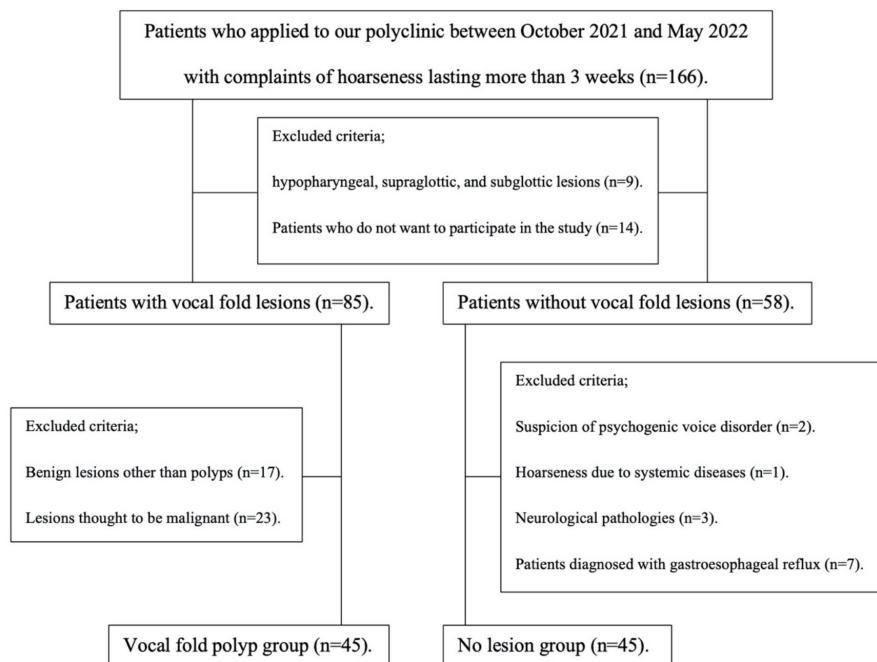 Patients who applied to our polyclinic between October 2021 and May 2022
with complaints of hoarseness lasting more than 3 weeks (n=166).
Excluded criteria;
hypopharyngeal, supraglottic, and subglottic lesions (n=9).
Patients who do not want to participate in the study (n=14).
Patients with vocal fold lesions (n=85).
Patients without vocal fold lesions (n=58).
Excluded criteria;
Benign lesions other than polyps (n=17).
Lesions thought to be malignant (n=23).
Excluded criteria;
Suspicion of psychogenic voice disorder (n=2).
Hoarseness due to systemic diseases (n=1).
Neurological pathologies (n=3).
Patients diagnosed with gastroesophageal reflux (n=7).
Vocal fold polyp group (n=45).
No lesion group (n=45).